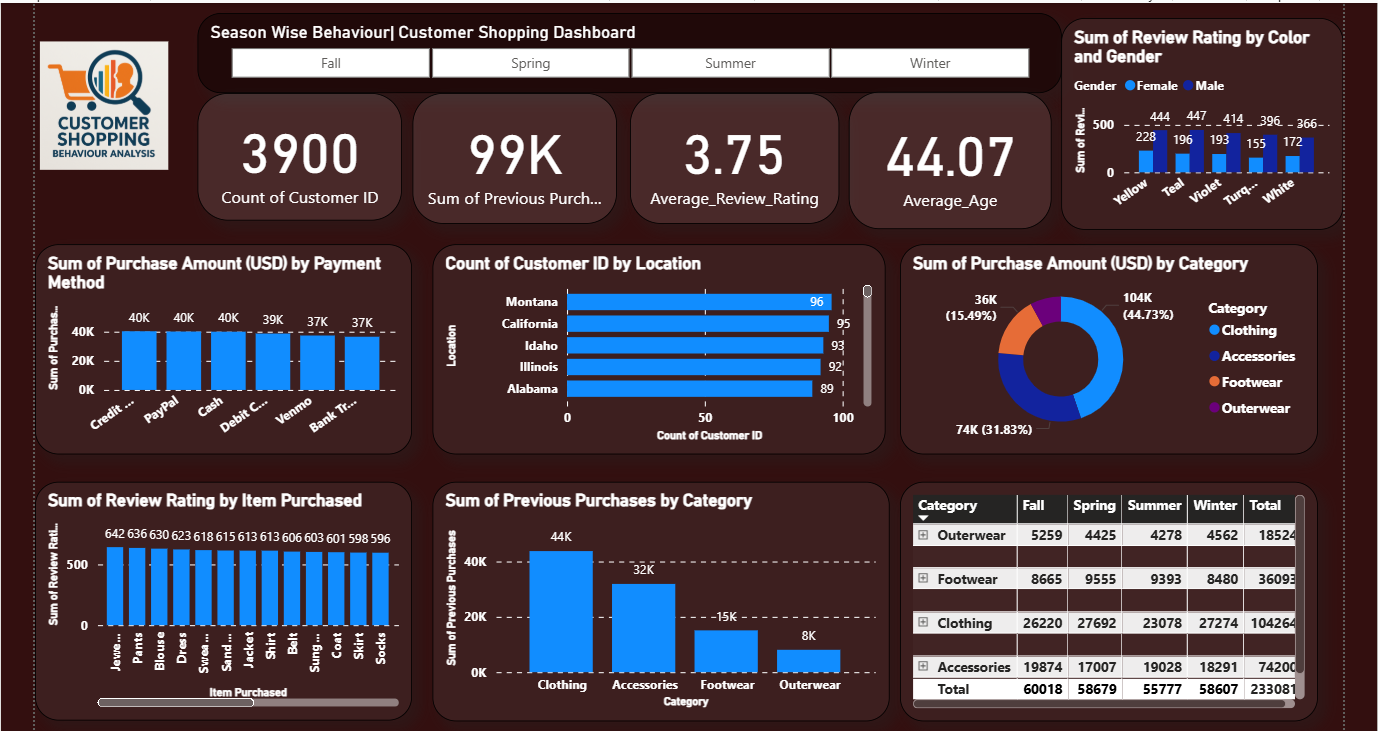 Season Wise Behaviour| Customer Shopping Dashboard
Fall
Spring
Summer
Winter
CUSTOMER
SHOPPING
BEHAVIOUR ANALYSIS
3900
Count of Customer ID
99K
Sum of Previous Purch...
3.75
Average_Review_Rating
44.07
Average_Age
Sum of Review Rating by Color
and Gender
Gender Female Male
Sum of Revi...
500
0
228 444 196 447 193 414 155 396 172 366
Yellow Teal Violet Turq... White
Sum of Purchase Amount (USD) by Payment
Method
Sum of Purchas...
40K 40K 40K 39K 37K 37K
40K
20K
0K
Credit ... PayPal Cash Debit C... Venmo Bank Tr...
Count of Customer ID by Location
Location
Montana 96
California 95
Idaho 93
Illinois 92
Alabama 89
0 50 100
Count of Customer ID
Sum of Purchase Amount (USD) by Category
36K
(15.49%)
104K
(44.73%)
74K (31.83%)
Category
Clothing
Accessories
Footwear
Outerwear
Sum of Review Rating by Item Purchased
Sum of Review Rati...
642 636 630 623 618 615 613 613 606 603 601 598 596
500
0
Jewe... Pants Blouse Dress Swea... Sand... Jacket Shirt Belt Sung... Coat Skirt Socks
Item Purchased
Sum of Previous Purchases by Category
Sum of Previous Purchases
44K
40K
32K
20K
15K
8K
0K
Clothing Accessories Footwear Outerwear
Category
Category Fall Spring Summer Winter Total
Outerwear 5259 4425 4278 4562 18524
Footwear 8665 9555 9393 8480 36093
Clothing 26220 27692 23078 27274 104264
Accessories 19874 17007 19028 18291 74200
Total 60018 58679 55777 58607 233081